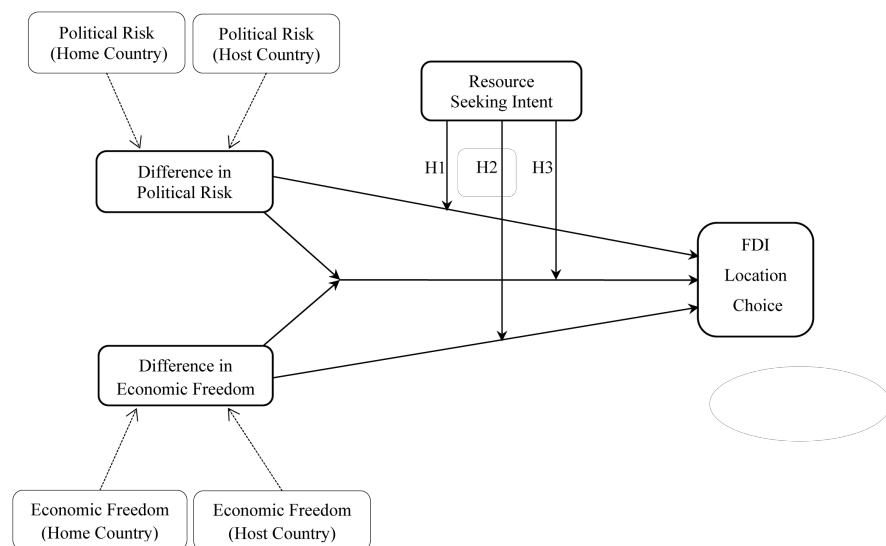 Political Risk
(Home Country)
Political Risk
(Host Country)
Resource
Seeking Intent
H1
H2
H3
Difference in
Political Risk
FDI
Location
Choice
Difference in
Economic Freedom
Economic Freedom
(Home Country)
Economic Freedom
(Host Country)